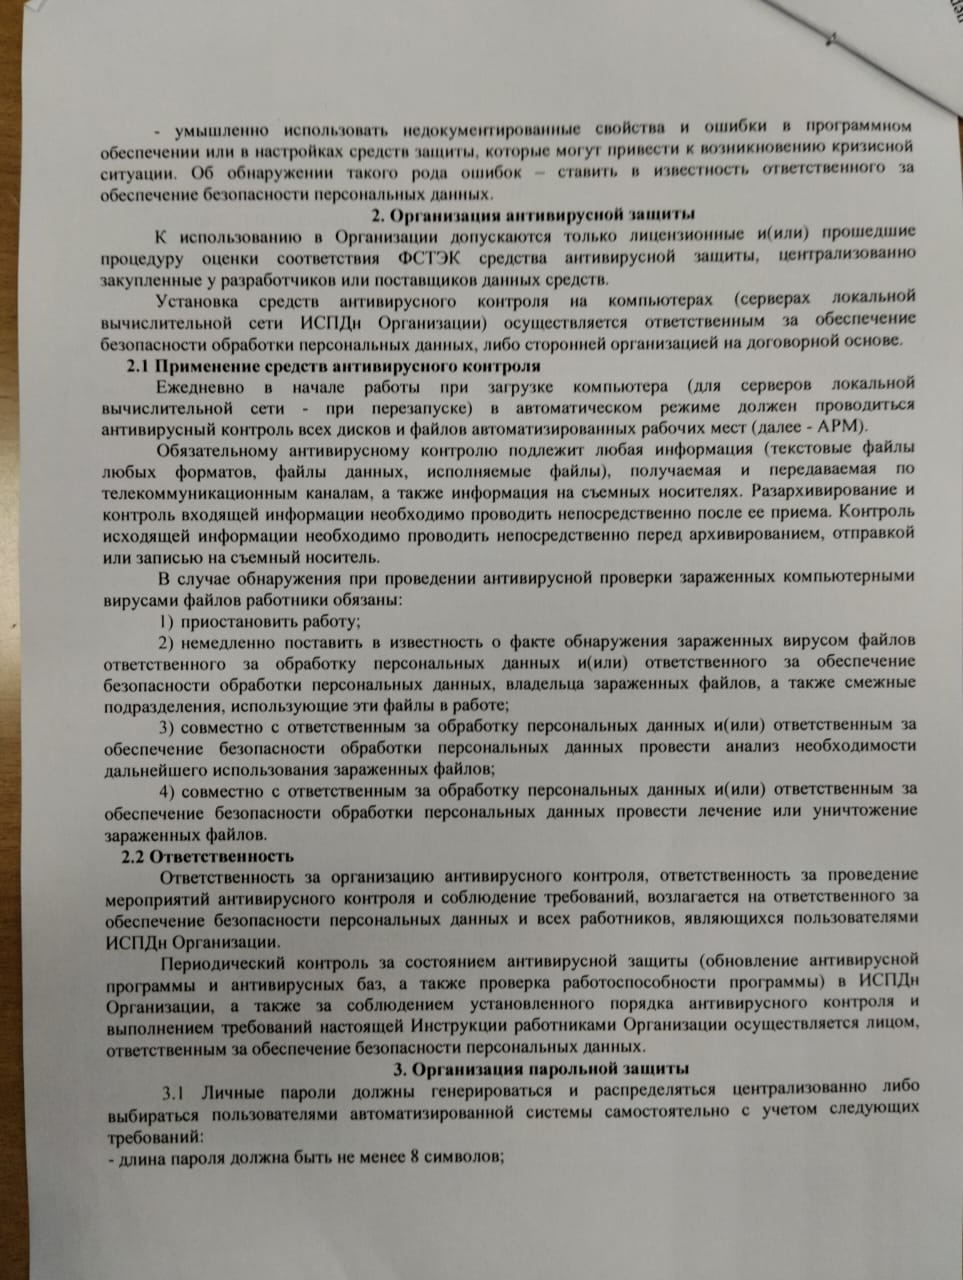 - умышленно использовать недокументированные свойства и ошибки в программном
обеспечении или в настройках средств защиты, которые могут привести к возникновению кризисной
ситуации. Об обнаружении такого рода ошибок – ставить в известность ответственного за
обеспечение безопасности персональных данных.
2. Организация антивирусной защиты
К использованию в Организации допускаются только лицензионные и(или) прошедшие
процедуру оценки соответствия ФСТЭК средства антивирусной защиты, централизованно
закупленные у разработчиков или поставщиков данных средств.
Установка средств антивирусного контроля на компьютерах (серверах локальной
вычислительной сети ИСПДн Организации) осуществляется ответственным за обеспечение
безопасности обработки персональных данных, либо сторонней организацией на договорной основе.
2.1 Применение средств антивирусного контроля
Ежедневно в начале работы при загрузке компьютера (для серверов локальной
вычислительной сети - при перезапуске) в автоматическом режиме должен проводиться
антивирусный контроль всех дисков и файлов автоматизированных рабочих мест (далее - АРМ).
Обязательному антивирусному контролю подлежит любая информация (текстовые файлы
любых форматов, файлы данных, исполняемые файлы), получаемая и передаваемая по
телекоммуникационным каналам, а также информация на съемных носителях. Разархивирование и
контроль входящей информации необходимо проводить непосредственно после ее приема. Контроль
исходящей информации необходимо проводить непосредственно перед архивированием, отправкой
или записью на съемный носитель.
В случае обнаружения при проведении антивирусной проверки зараженных компьютерными
вирусами файлов работники обязаны:
1) приостановить работу;
2) немедленно поставить в известность о факте обнаружения зараженных вирусом файлов
ответственного за обработку персональных данных и(или) ответственного за обеспечение
безопасности обработки персональных данных, владельца зараженных файлов, а также смежные
подразделения, использующие эти файлы в работе;
3) совместно с ответственным за обработку персональных данных и(или) ответственным за
обеспечение безопасности обработки персональных данных провести анализ необходимости
дальнейшего использования зараженных файлов;
4) совместно с ответственным за обработку персональных данных и(или) ответственным за
обеспечение безопасности обработки персональных данных провести лечение или уничтожение
зараженных файлов.
2.2 Ответственность
Ответственность за организацию антивирусного контроля, ответственность за проведение
мероприятий антивирусного контроля и соблюдение требований, возлагается на ответственного за
обеспечение безопасности персональных данных и всех работников, являющихся пользователями
ИСПДн Организации.
Периодический контроль за состоянием антивирусной защиты (обновление антивирусной
программы и антивирусных баз, а также проверка работоспособности программы) в ИСПДн
Организации, а также за соблюдением установленного порядка антивирусного контроля и
выполнением требований настоящей Инструкции работниками Организации осуществляется лицом,
ответственным за обеспечение безопасности персональных данных.
3. Организация парольной защиты
3.1 Личные пароли должны генерироваться и распределяться централизованно либо
выбираться пользователями автоматизированной системы самостоятельно с учетом следующих
требований:
- длина пароля должна быть не менее 8 символов;